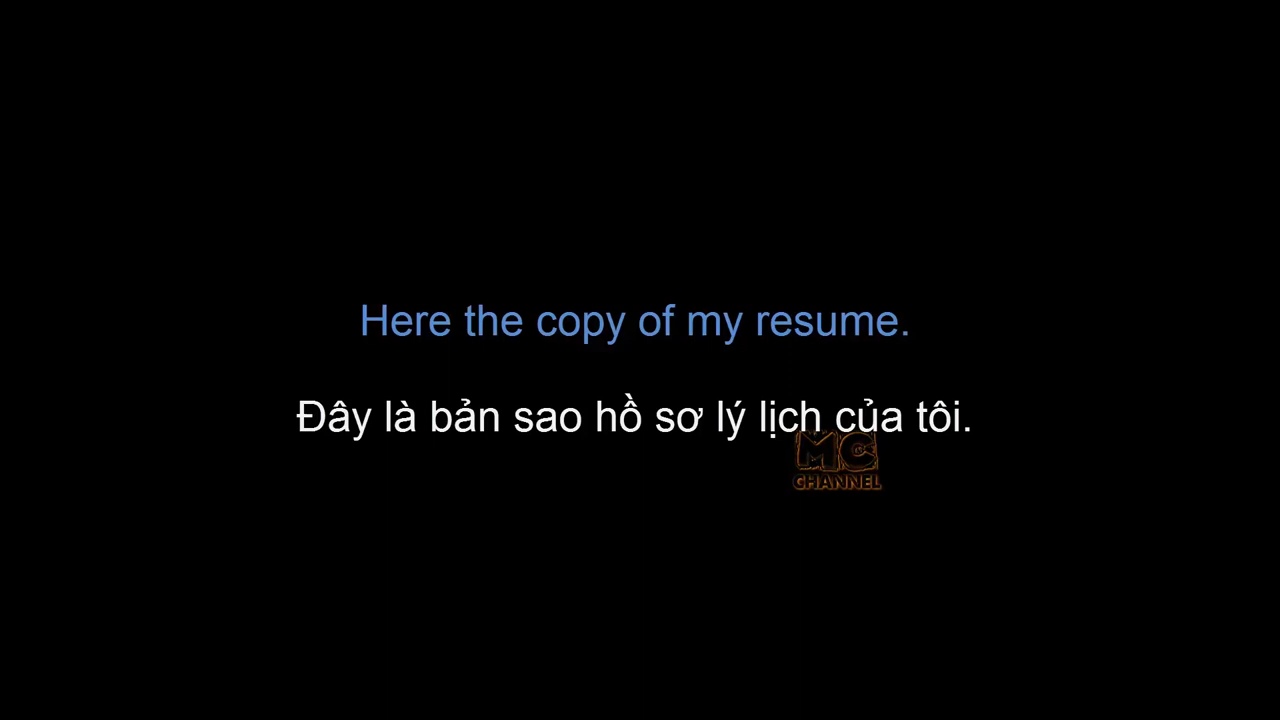 Here the copy of my resume.
Đây là bản sao hồ sơ lý lịch của tôi.
MC
CHANNEL